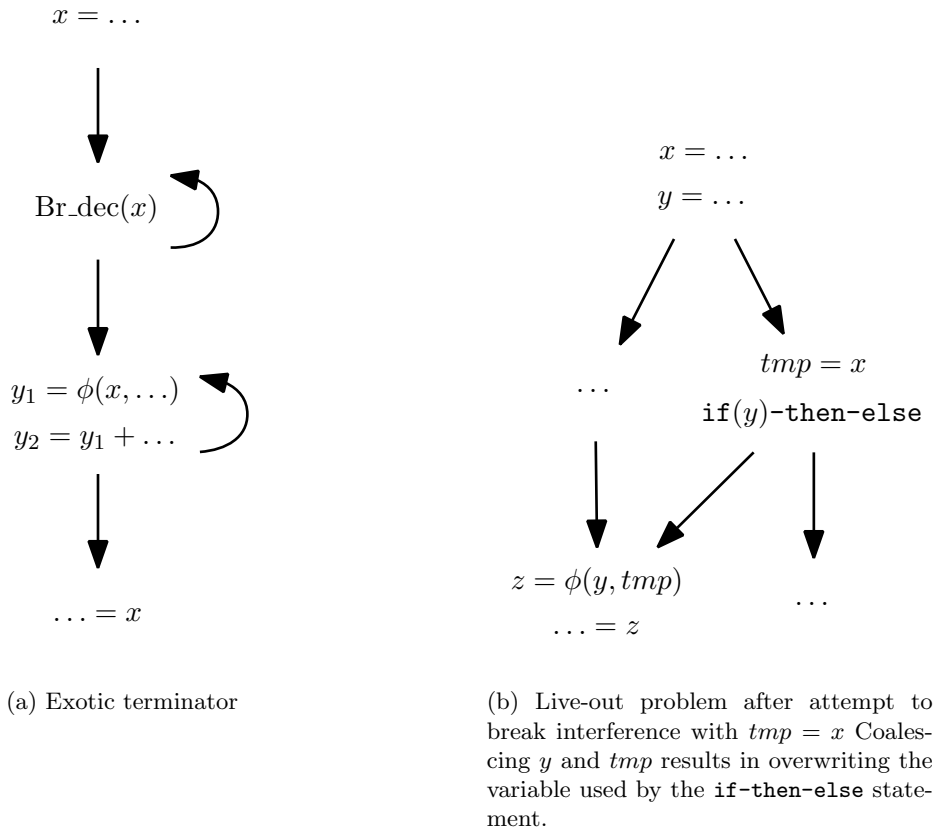 x = …
Br_dec(x)
y₁ = ϕ(x, …)
y₂ = y₁ + …
… = x
(a) Exotic terminator
x = …
y = …
…
tmp = x
if(y)-then-else
z = ϕ(y, tmp)
… = z
…
(b) Live-out problem after attempt to
break interference with tmp = x Coales-
cing y and tmp results in overwriting the
variable used by the if-then-else state-
ment.